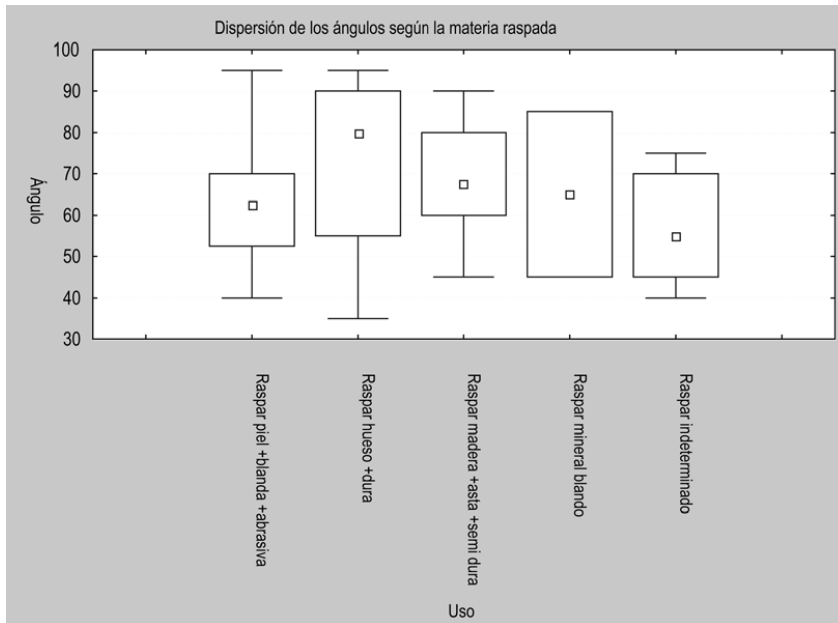 Dispersión de los ángulos según la materia raspada
100
90
80
70
60
50
40
30
Ángulo
Raspar piel +blanda +abrasiva
Raspar hueso +dura
Raspar madera +asta +semi dura
Raspar mineral blando
Raspar indeterminado
Uso